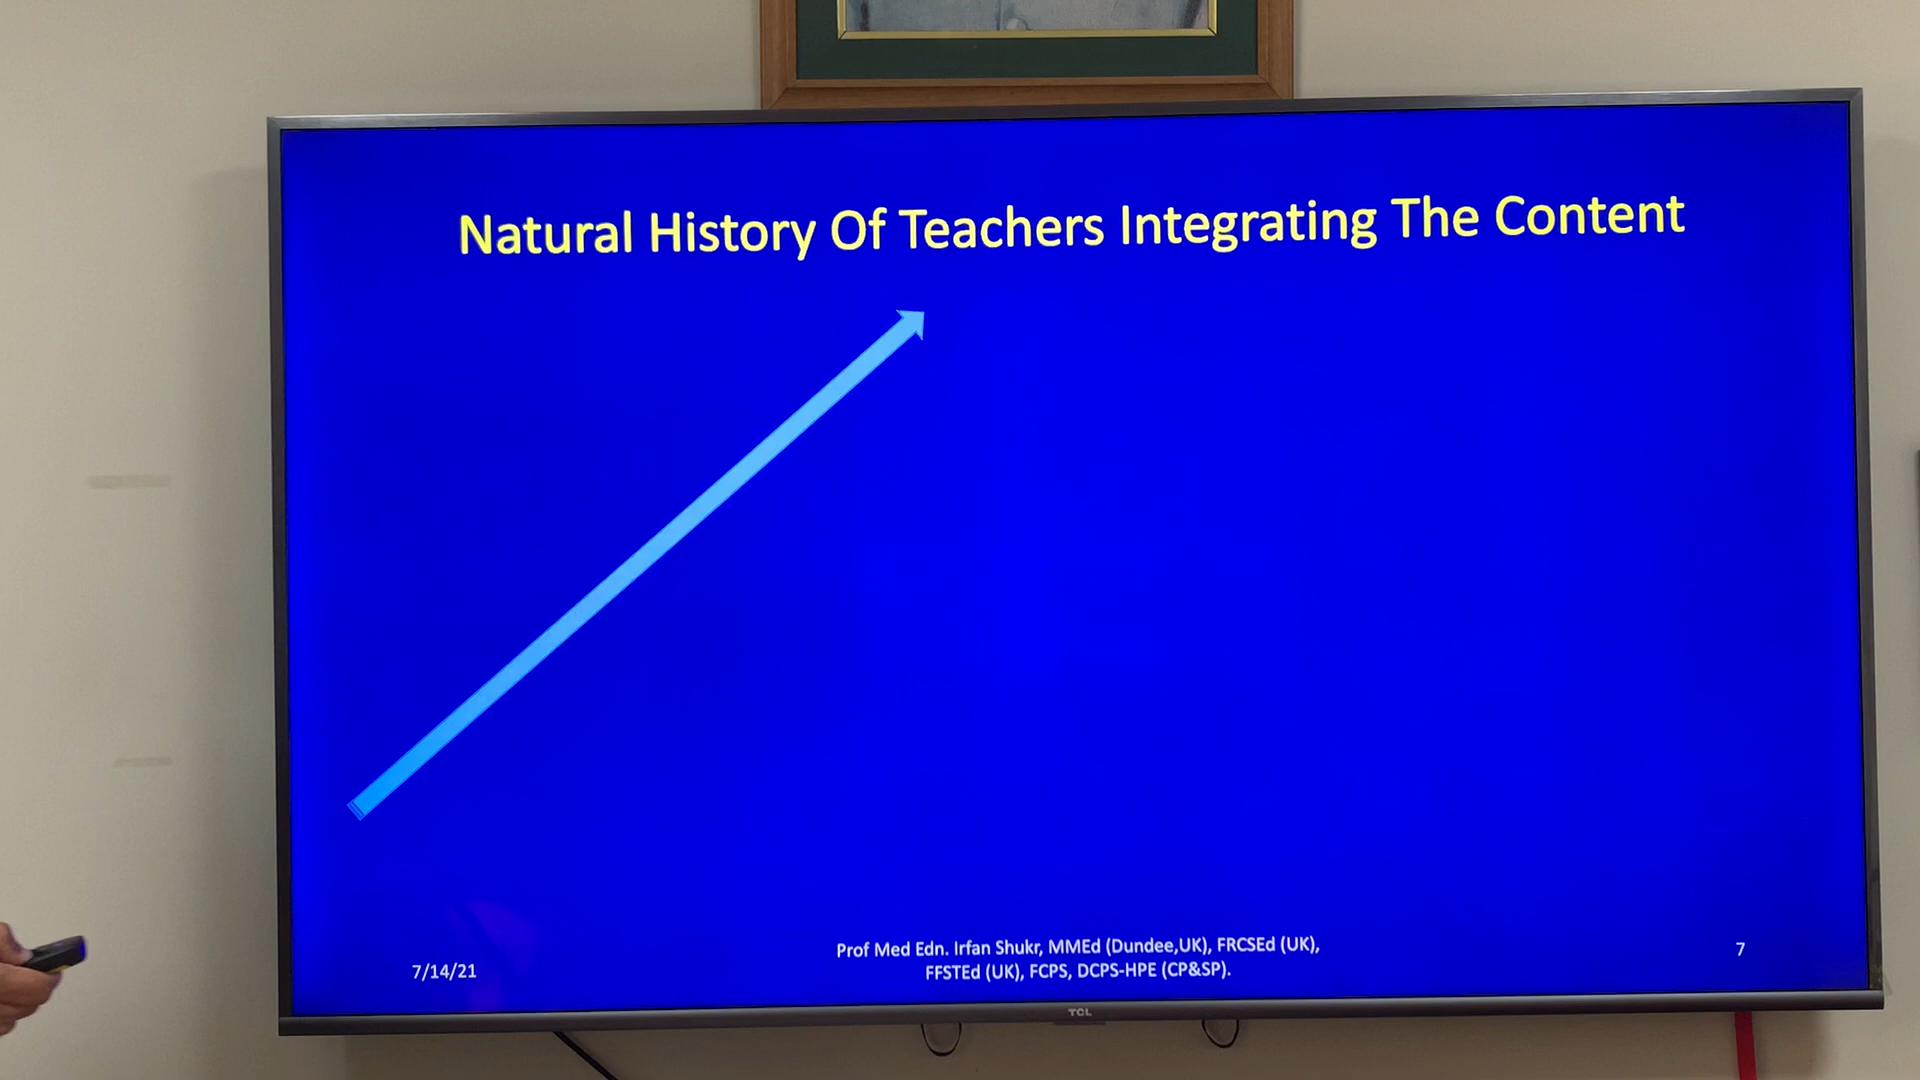 Natural History Of Teachers Integrating The Content
Prof Med Edn. Irfan Shukr, MMEd (Dundee,UK), FRCSEd (UK),
FFSTEd (UK), FCPS, DCPS-HPE (CP&SP).
7/14/21
7
TCL